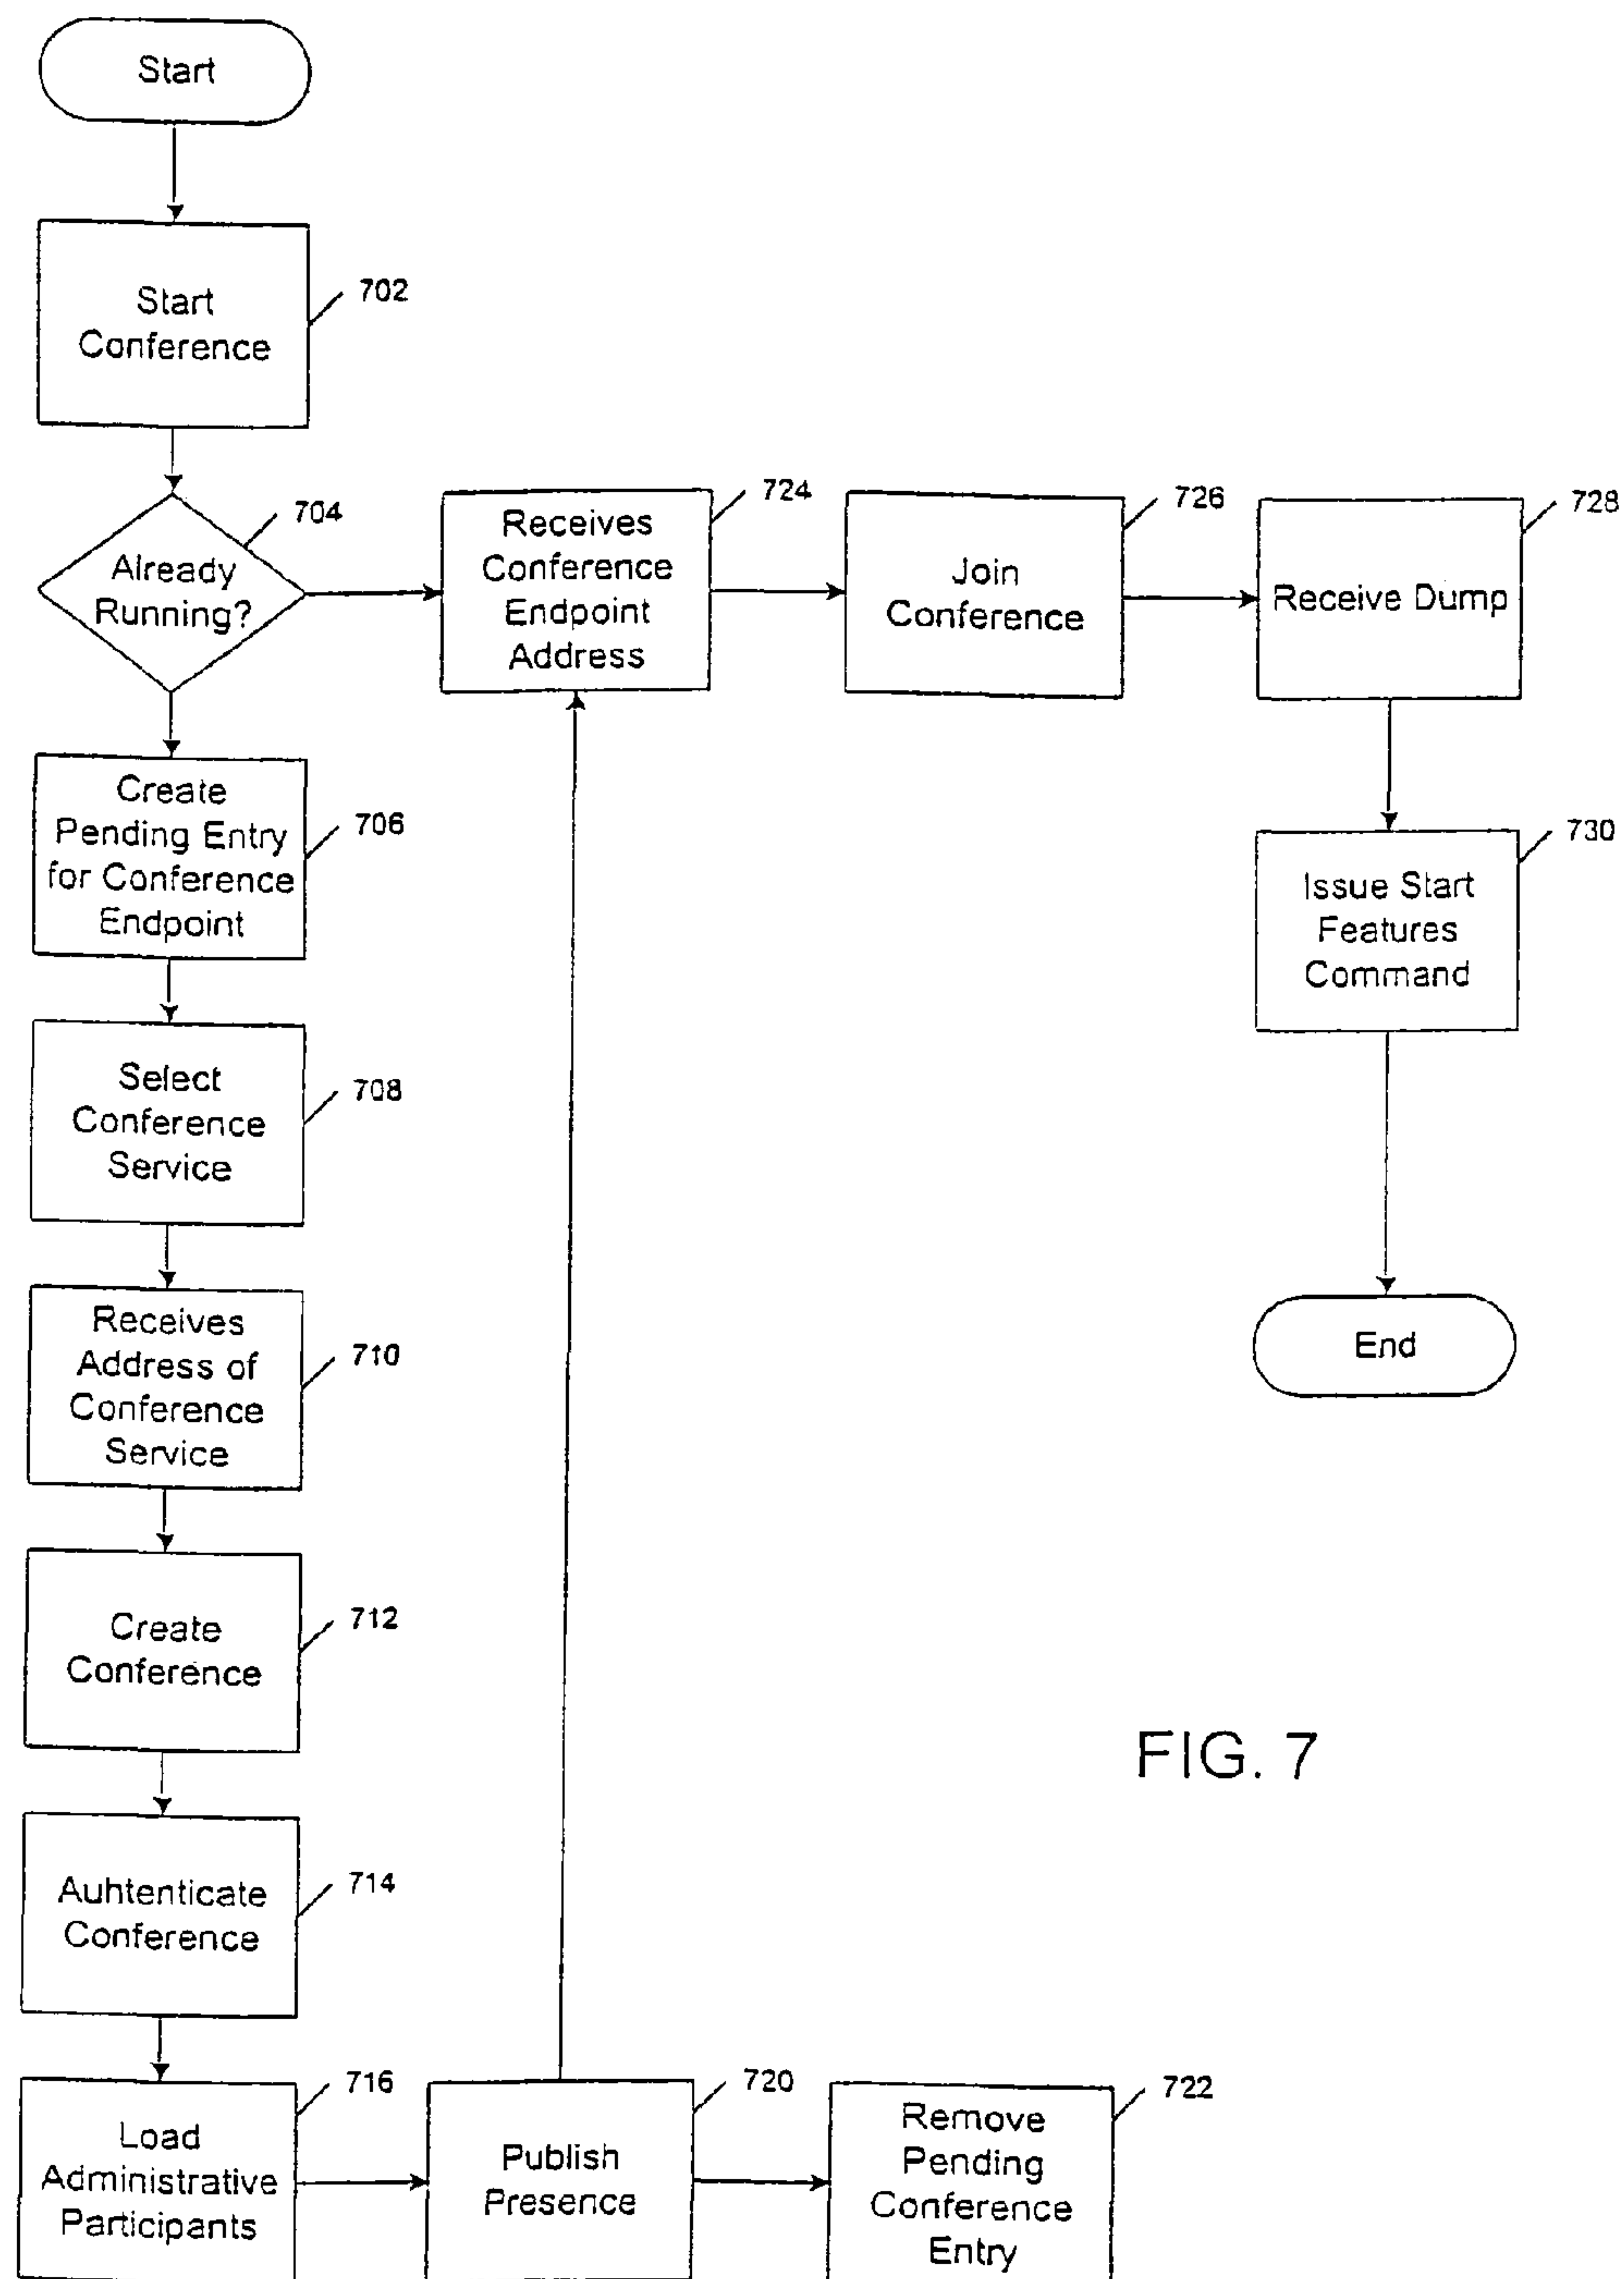 Start
Start
Conference
702
Already
Running?
704
Receives
Conference
Endpoint
Address
724
Join
Conference
726
Receive Dump
728
Create
Pending Entry
for Conference
Endpoint
706
Issue Start
Features
Command
730
Select
Conference
Service
708
Receives
Address of
Conference
Service
710
End
Create
Conference
712
FIG. 7
Auhtenticate
Conference
714
Load
Administrative
Participants
716
Publish
Presence
720
Remove
Pending
Conference
Entry
722